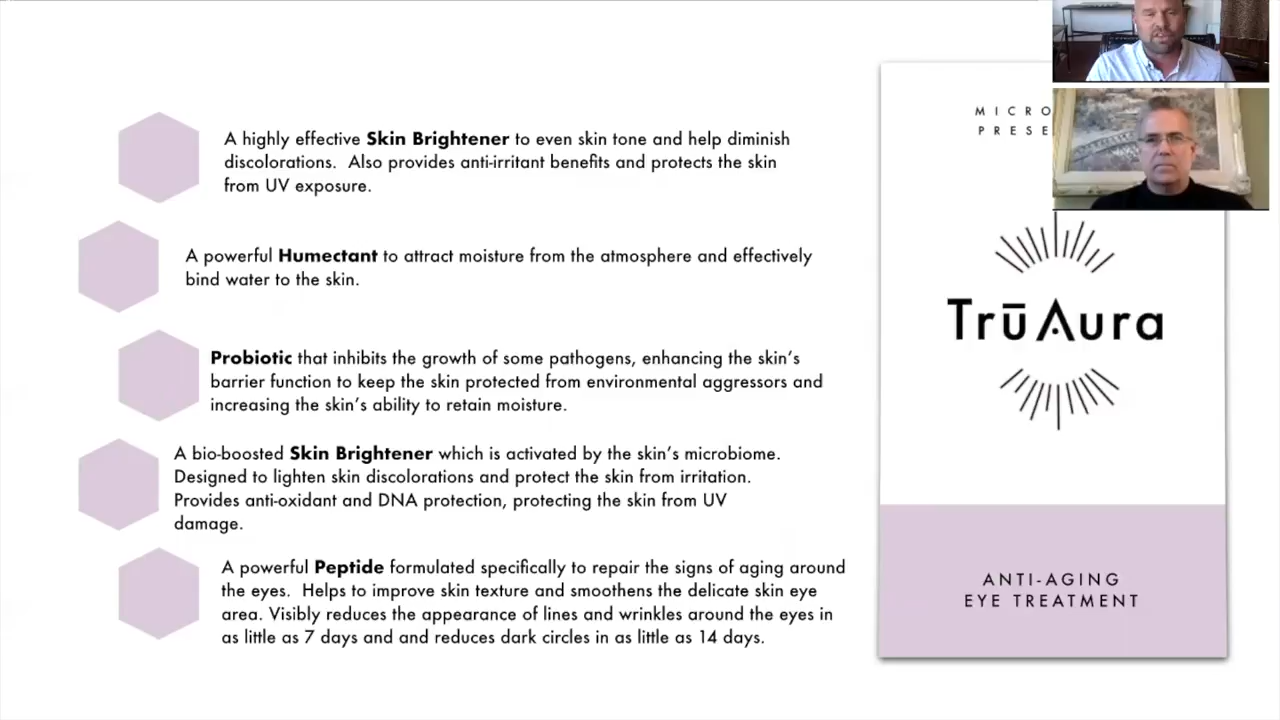 A highly effective Skin Brightener to even skin tone and help diminish
discolorations.  Also provides anti-irritant benefits and protects the skin
from UV exposure.
A powerful Humectant to attract moisture from the atmosphere and effectively
bind water to the skin.
Probiotic that inhibits the growth of some pathogens, enhancing the skin's
barrier function to keep the skin protected from environmental aggressors and
increasing the skin's ability to retain moisture.
A bio-boosted Skin Brightener which is activated by the skin's microbiome.
Designed to lighten skin discolorations and protect the skin from irritation.
Provides anti-oxidant and DNA protection, protecting the skin from UV
damage.
A powerful Peptide formulated specifically to repair the signs of aging around
the eyes.  Helps to improve skin texture and smoothens the delicate skin eye
area. Visibly reduces the appearance of lines and wrinkles around the eyes in
as little as 7 days and and reduces dark circles in as little as 14 days.
TrūAura
ANTI-AGING
EYE TREATMENT